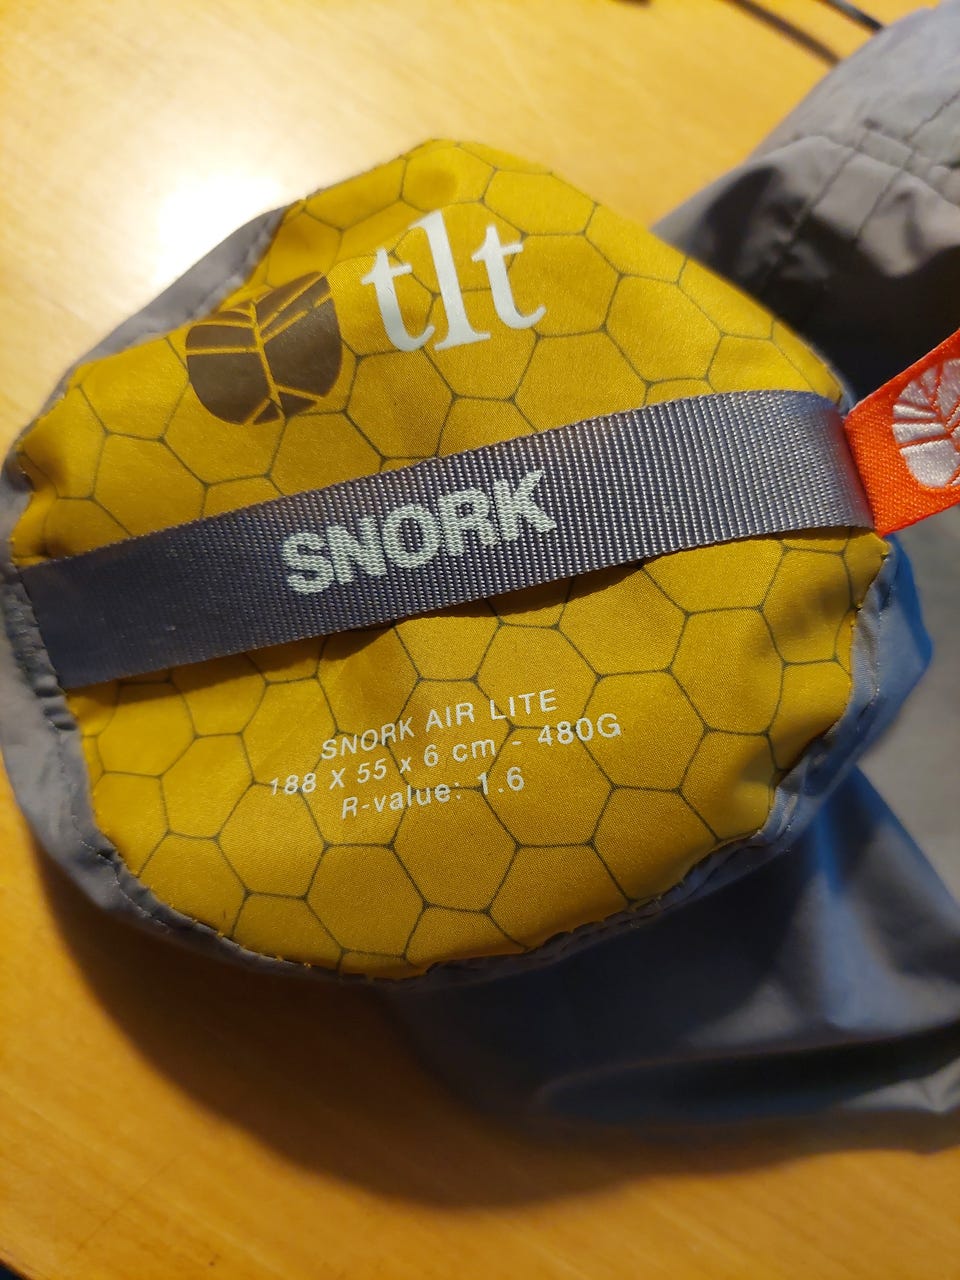 tlt
SNORK
SNORK AIR LITE
188 X 55 x 6 cm - 480G
R-value: 1.6